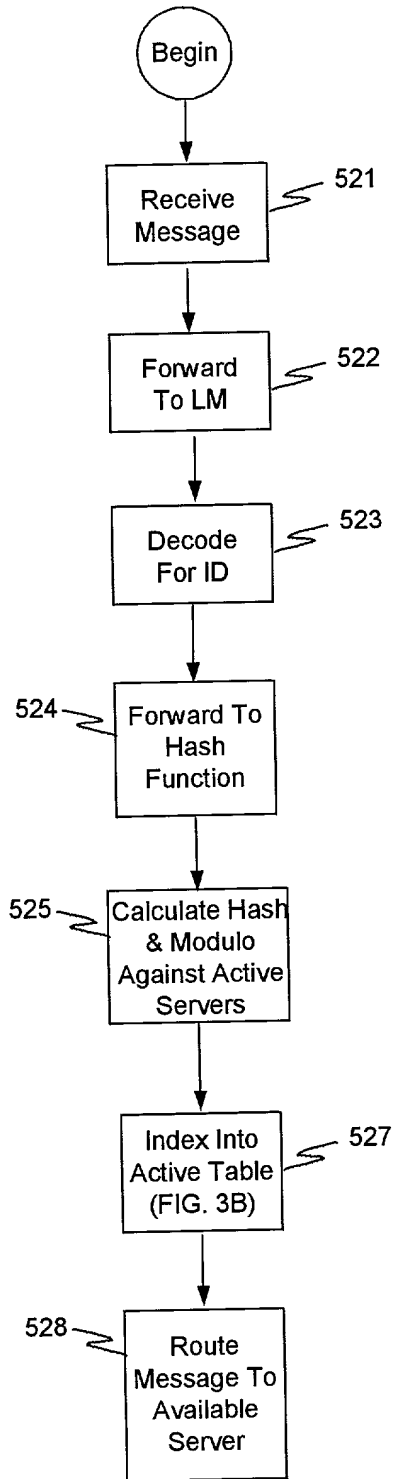 Begin
Receive
Message
521
Forward
To LM
522
Decode
For ID
523
524
Forward To
Hash
Function
525
Calculate Hash
& Modulo
Against Active
Servers
Index Into
Active Table
(FIG. 3B)
527
528
Route
Message To
Available
Server